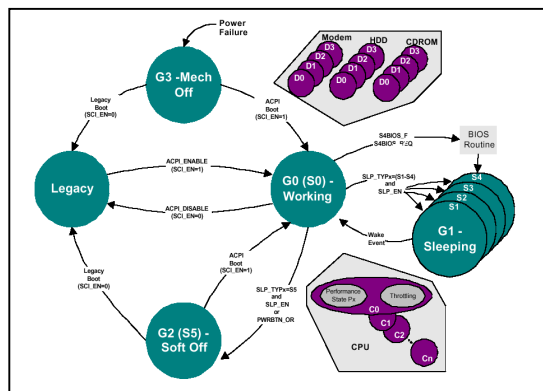 Power
Failure
G3 -Mech
Off
Modem
HDD
CDROM
D3
D2
D1
D0
D3
D2
D1
D0
D3
D2
D1
D0
Legacy
Boot
(SCI_EN=0)
ACPI
Boot
(SCI_EN=1)
S4BIOS_F
S4BIOS
BIOS
Routine
ACPI_ENABLE
(SCI_EN=1)
SLP_TYPx=(S1-S4)
and
SLP_EN
S4
S3
S2
S1
Legacy
G0 (S0) -
Working
G1 -
Sleeping
ACPI_DISABLE
(SCI_EN=0)
Wake
Event
ACPI
Boot
(SCI_EN=1)
Legacy
Boot
(SCI_EN=0)
SLP_TYPx=S5
and
SLP_EN
or
PWRBTN_OR
Performance
State Px
Throttling
C0
C1
C2
Cn
CPU
G2 (S5) -
Soft Off